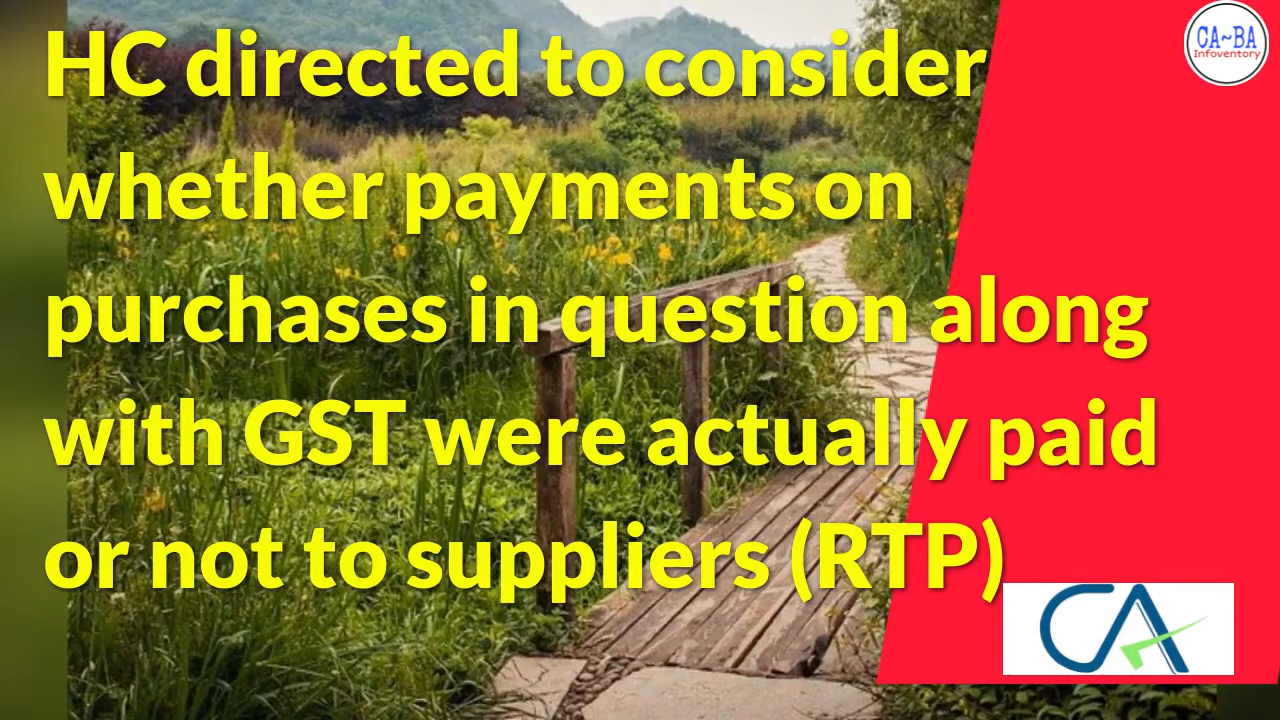 HC directed to consider
whether payments on
purchases in question along
with GST were actually paid
or not to suppliers (RTP)
CA~BA
Infoventory
CA